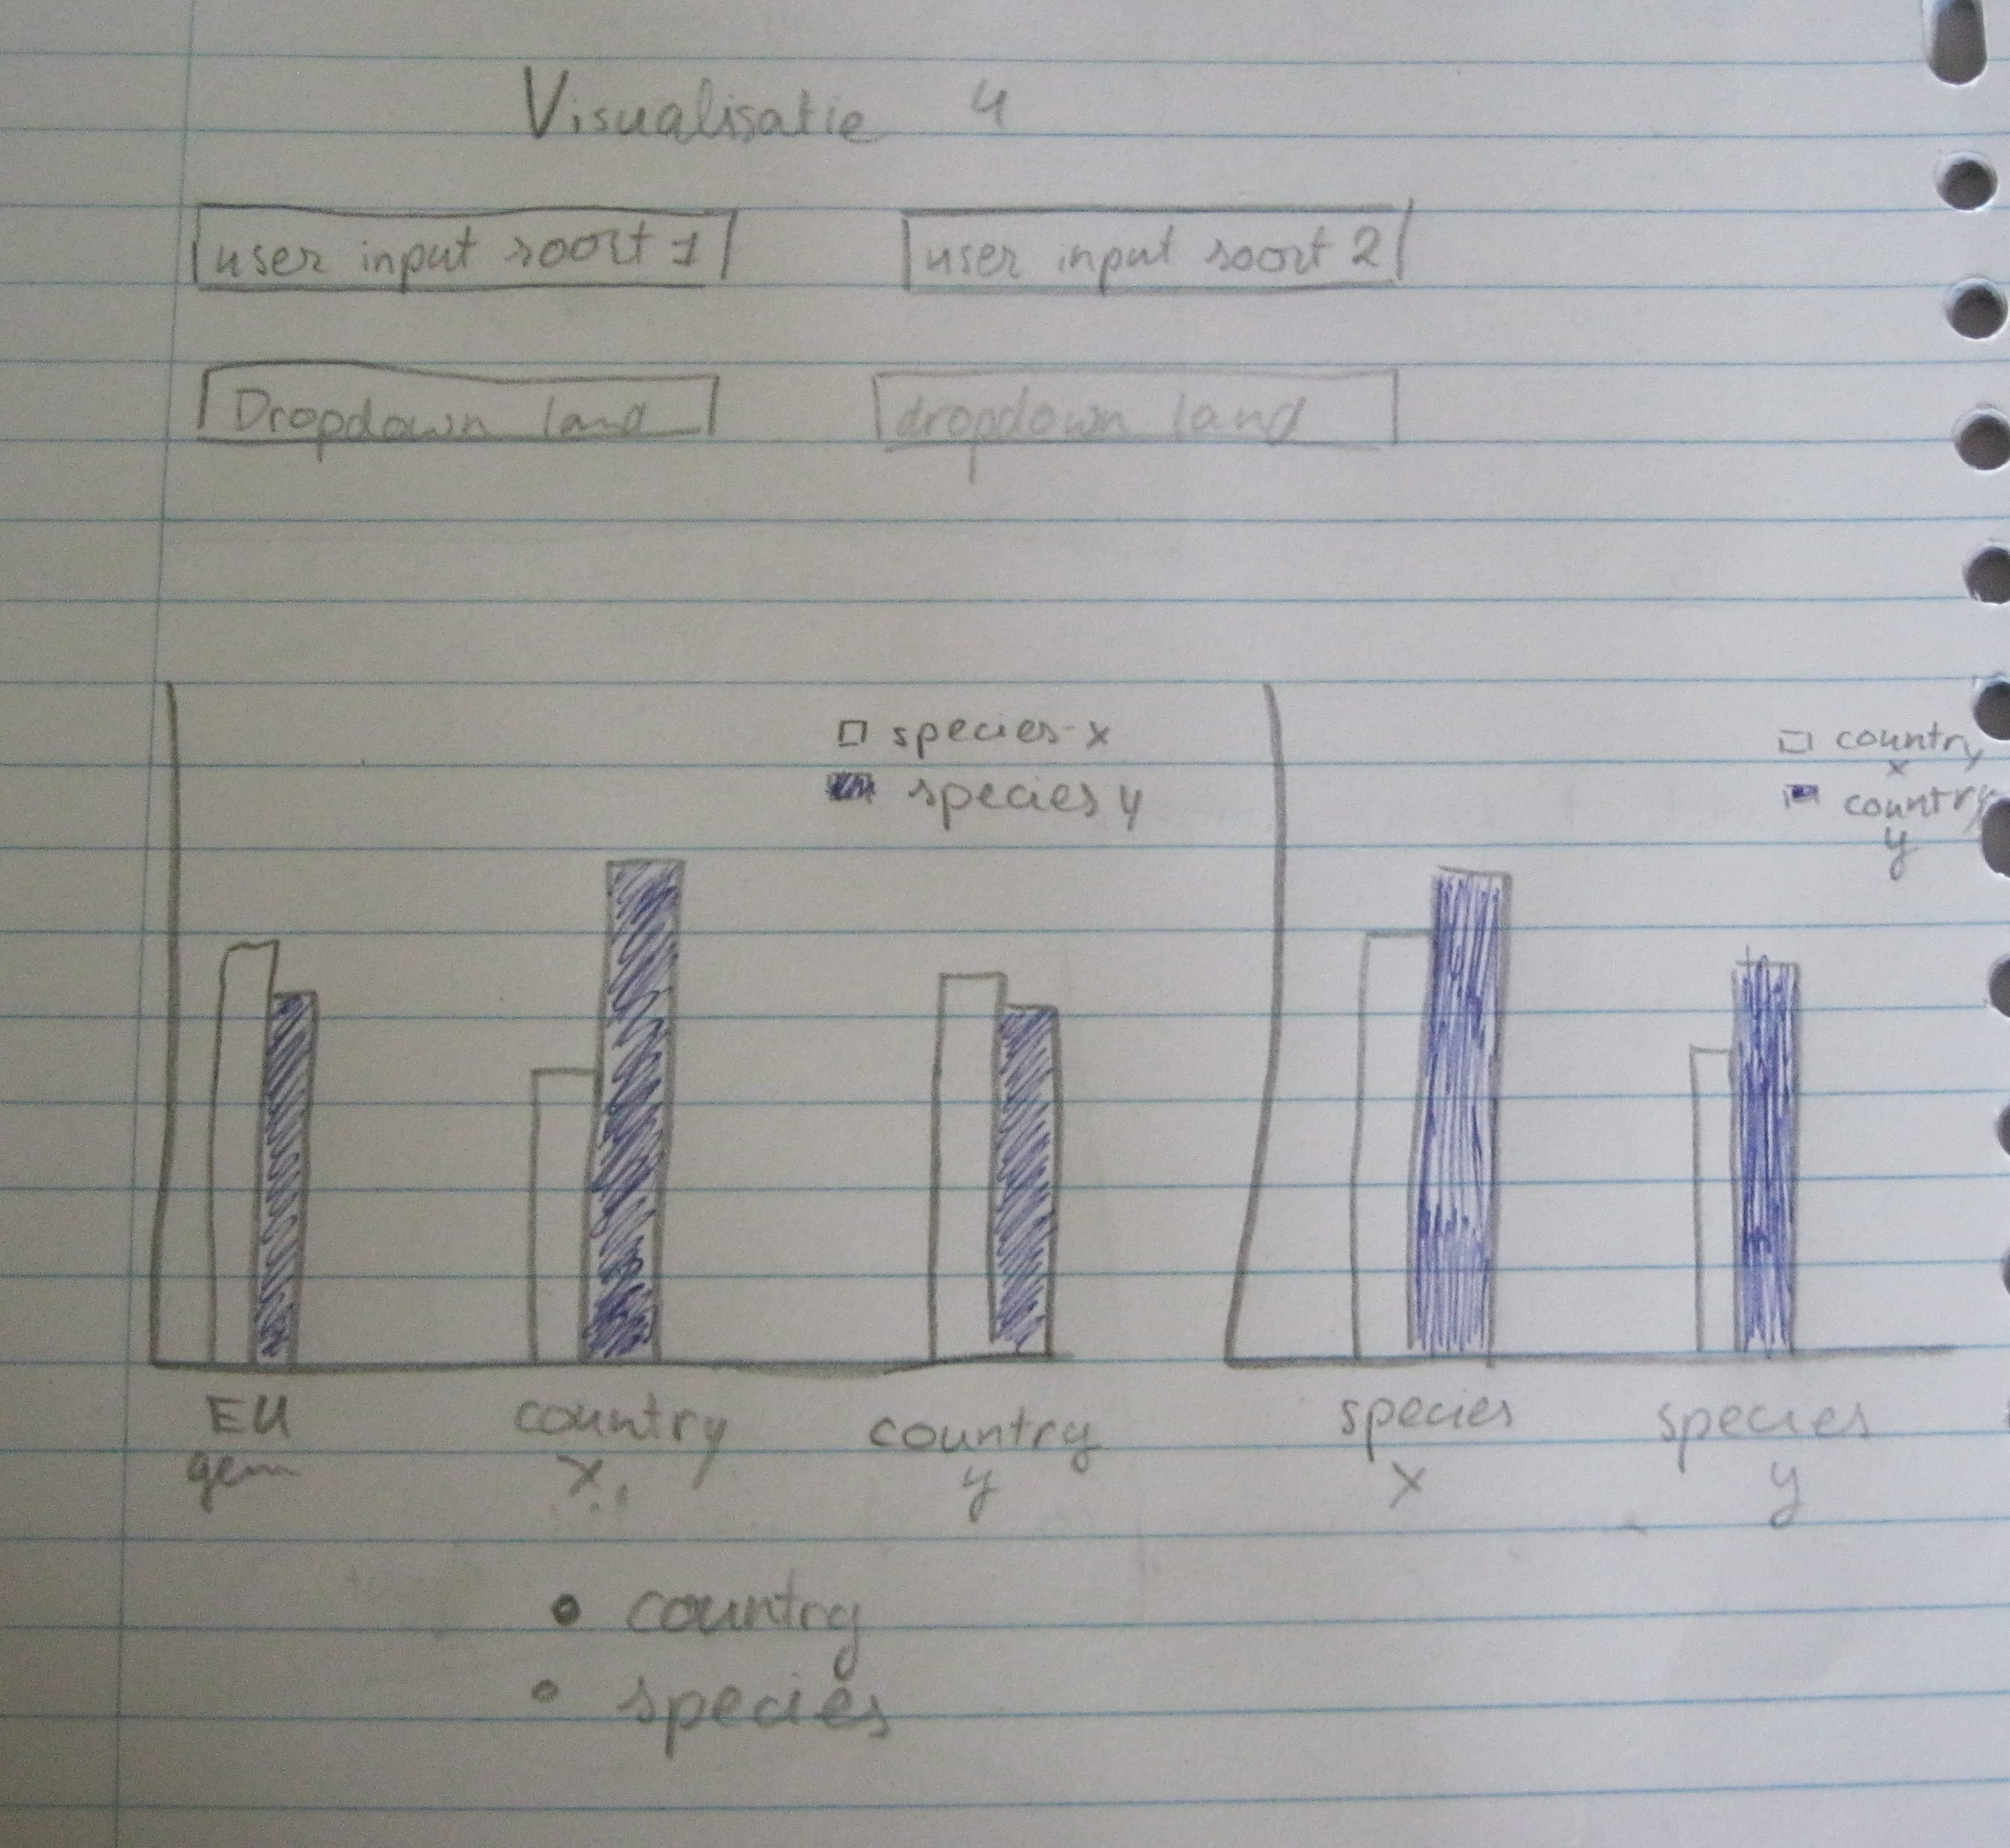 Visualisatie 4
user input soort 1
user input soort 2
Dropdown land
dropdown land
species x
species y
country
x
country
y
EU
gem
country
x
country
y
species
x
species
y
country
species